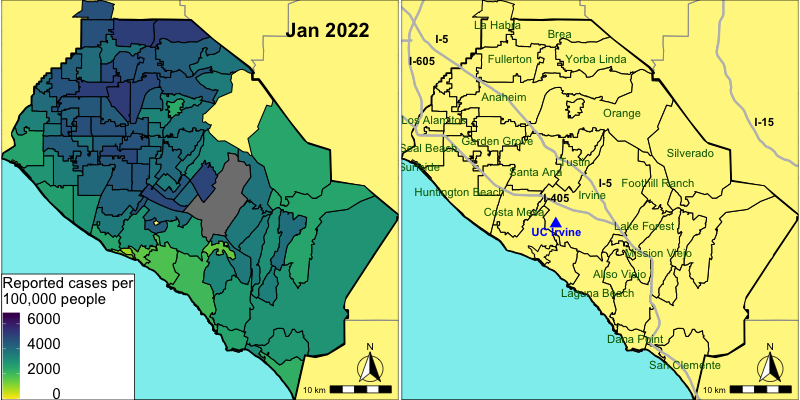 Jan 2022
Reported cases per
100,000 people
6000
4000
2000
0
N
10 km
La Habra
Brea
I-5
I-605
Fullerton
Yorba Linda
Anaheim
Orange
I-15
Los Alamitos
Garden Grove
Seal Beach
Silverado
Tustin
Sunside
Santa Ana
I-5
Foothill Ranch
Huntington Beach
I-405
Irvine
Costa Mesa
Lake Forest
UC Irvine
Mission Viejo
Aliso Viejo
Laguna Beach
Dana Point
San Clemente
N
10 km